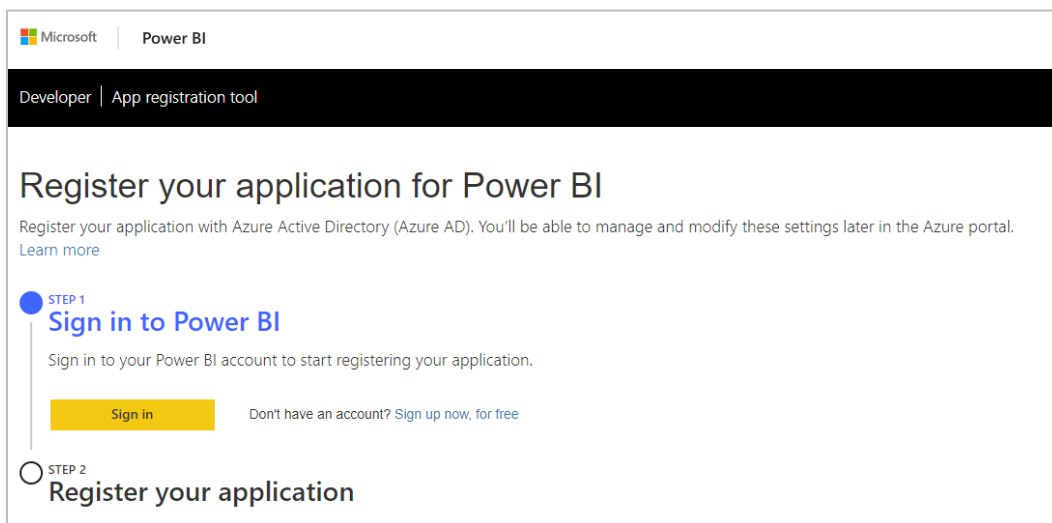 Microsoft Power BI
Developer App registration tool
Register your application for Power BI
Register your application with Azure Active Directory (Azure AD). You'll be able to manage and modify these settings later in the Azure portal.
Learn more
STEP 1
Sign in to Power BI
Sign in to your Power BI account to start registering your application.
Sign in Don't have an account? Sign up now, for free
STEP 2
Register your application